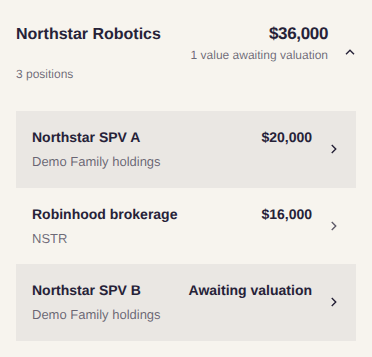 Northstar Robotics $36,000
1 value awaiting valuation
3 positions
Northstar SPV A $20,000
Demo Family holdings
Robinhood brokerage $16,000
NSTR
Northstar SPV B Awaiting valuation
Demo Family holdings